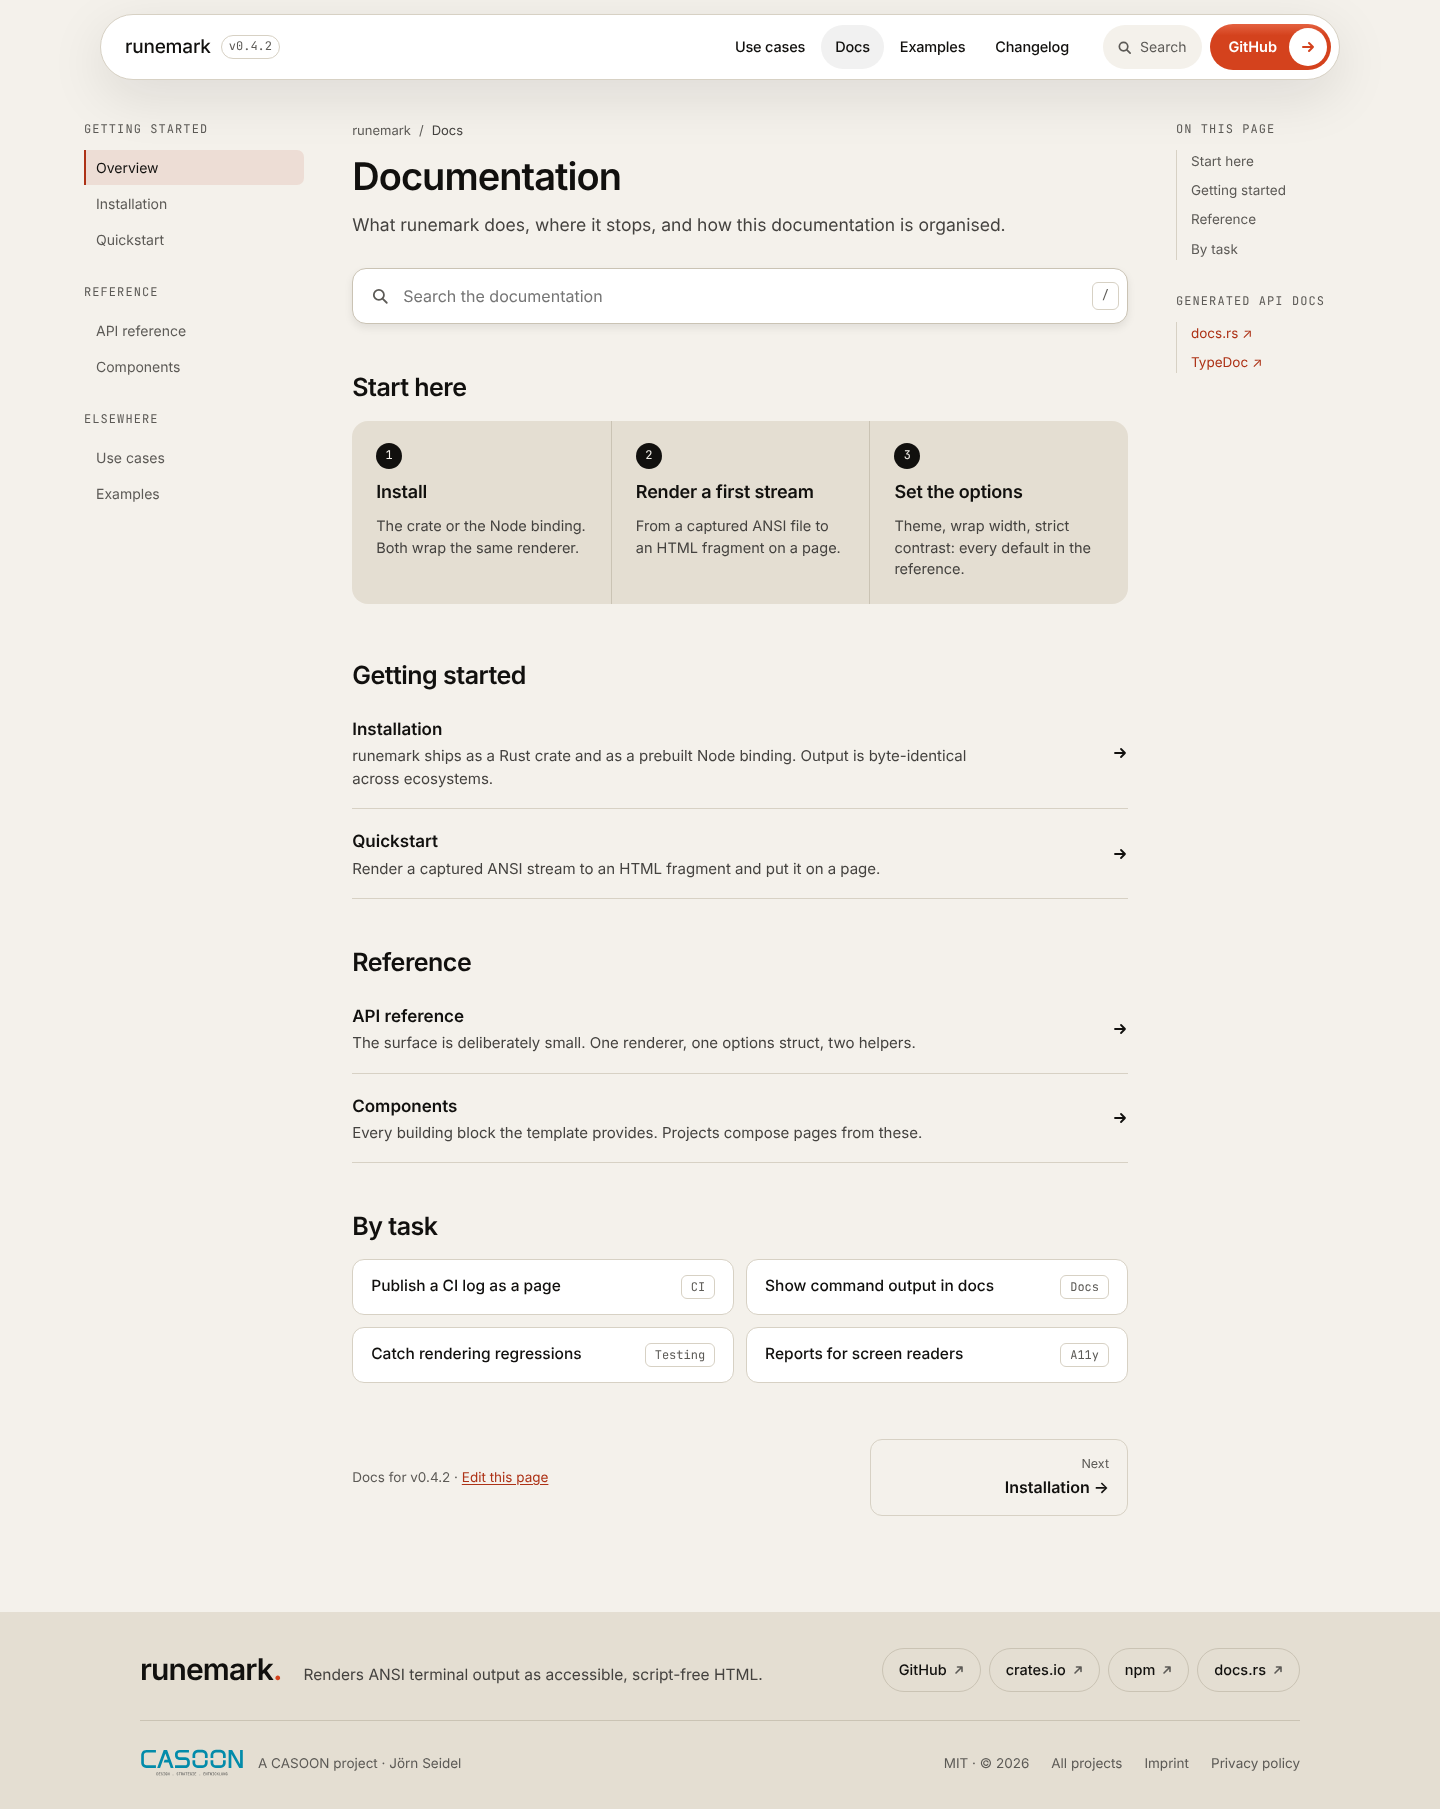 runemark v0.4.2 Use cases Docs Examples Changelog Search GitHub →
GETTING STARTED
Overview
Installation
Quickstart
REFERENCE
API reference
Components
ELSEWHERE
Use cases
Examples
runemark / Docs
Documentation
What runemark does, where it stops, and how this documentation is organised.
Search the documentation /
Start here
1
Install
The crate or the Node binding.
Both wrap the same renderer.
2
Render a first stream
From a captured ANSI file to
an HTML fragment on a page.
3
Set the options
Theme, wrap width, strict
contrast: every default in the
reference.
Getting started
Installation
runemark ships as a Rust crate and as a prebuilt Node binding. Output is byte-identical
across ecosystems.
→
Quickstart
Render a captured ANSI stream to an HTML fragment and put it on a page.
→
Reference
API reference
The surface is deliberately small. One renderer, one options struct, two helpers.
→
Components
Every building block the template provides. Projects compose pages from these.
→
By task
Publish a CI log as a page CI
Show command output in docs Docs
Catch rendering regressions Testing
Reports for screen readers A11y
Docs for v0.4.2 · Edit this page
Next
Installation →
ON THIS PAGE
Start here
Getting started
Reference
By task
GENERATED API DOCS
docs.rs ↗
TypeDoc ↗
runemark. Renders ANSI terminal output as accessible, script-free HTML.
GitHub ↗ crates.io ↗ npm ↗ docs.rs ↗
CASOON
A CASOON project · Jörn Seidel
MIT · © 2026 All projects Imprint Privacy policy